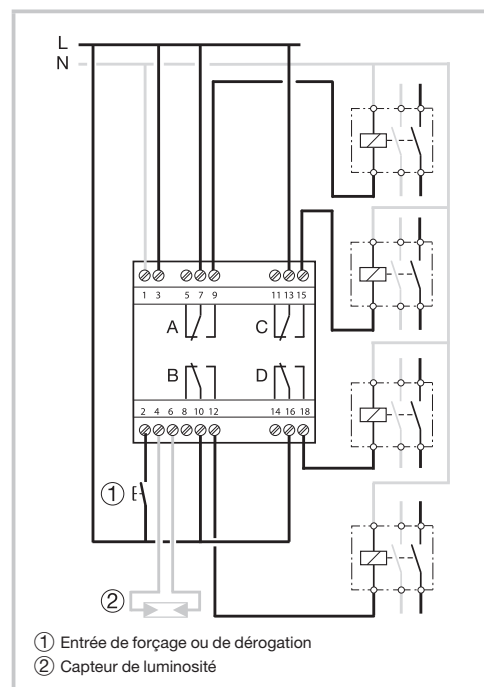 L
N
1 3 5 7 9 11 13 15
A C
B D
2 4 6 8 10 12 14 16 18
①
②
① Entrée de forçage ou de dérogation
② Capteur de luminosité